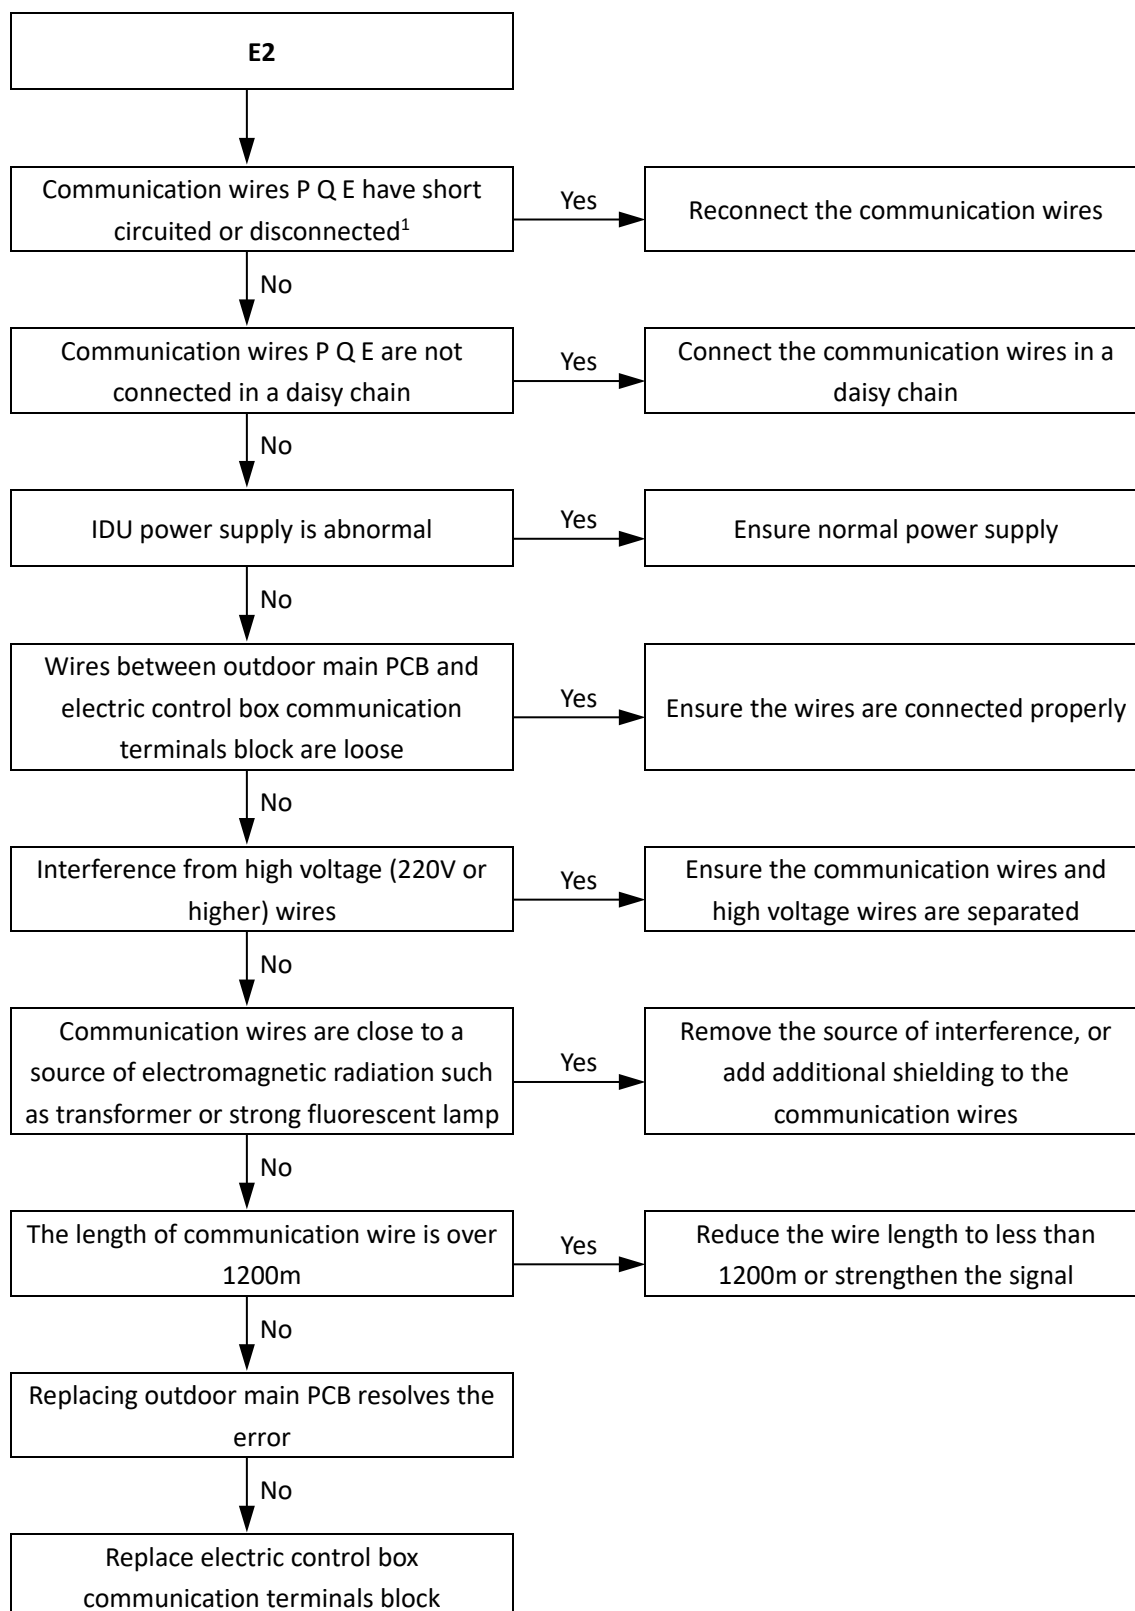 E2
Communication wires P Q E have short
circuited or disconnected¹
Yes
Reconnect the communication wires
No
Communication wires P Q E are not
connected in a daisy chain
Yes
Connect the communication wires in a
daisy chain
No
IDU power supply is abnormal
Yes
Ensure normal power supply
No
Wires between outdoor main PCB and
electric control box communication
terminals block are loose
Yes
Ensure the wires are connected properly
No
Interference from high voltage (220V or
higher) wires
Yes
Ensure the communication wires and
high voltage wires are separated
No
Communication wires are close to a
source of electromagnetic radiation such
as transformer or strong fluorescent lamp
Yes
Remove the source of interference, or
add additional shielding to the
communication wires
No
The length of communication wire is over
1200m
Yes
Reduce the wire length to less than
1200m or strengthen the signal
No
Replacing outdoor main PCB resolves the
error
No
Replace electric control box
communication terminals block